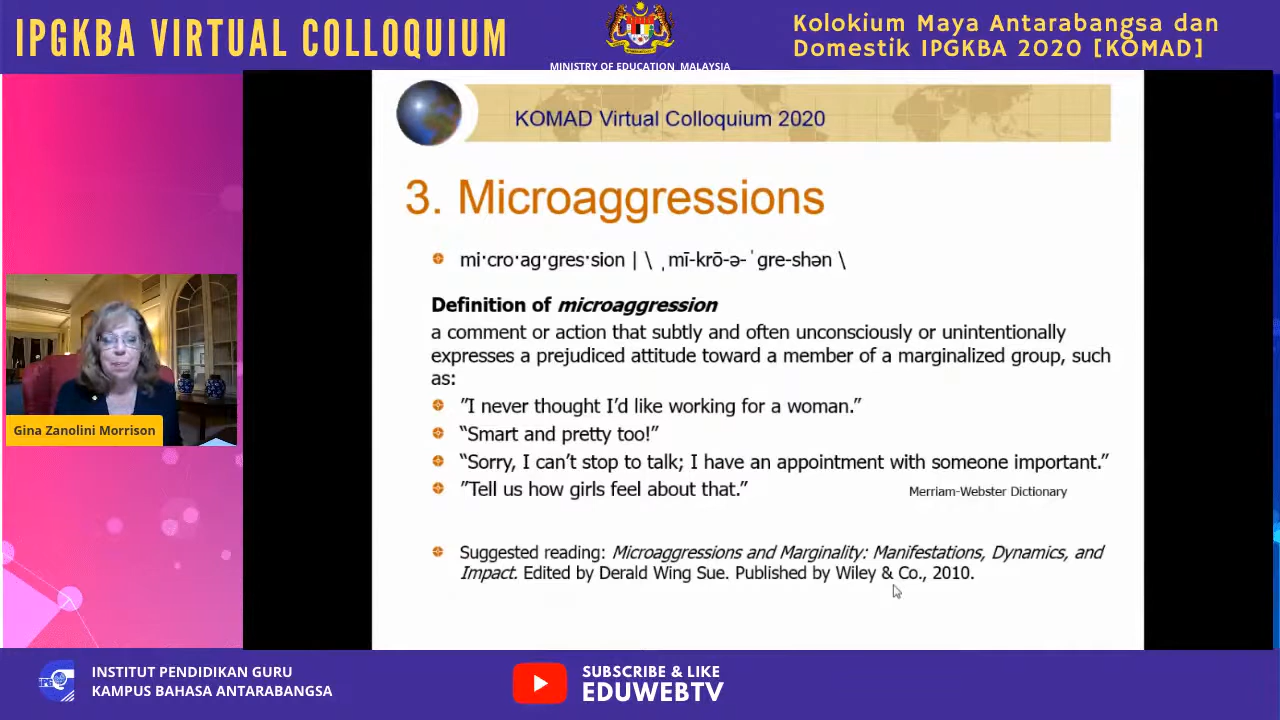 IPGKBA VIRTUAL COLLOQUIUM
MINISTRY OF EDUCATION MALAYSIA
Kolokium Maya Antarabangsa dan
Domestik IPGKBA 2020 [KOMAD]
KOMAD Virtual Colloquium 2020
3. Microaggressions
mi·cro·ag·gres·sion | \ ˌmī-krō-ə-ˈgre-shən \
Definition of microaggression
a comment or action that subtly and often unconsciously or unintentionally
expresses a prejudiced attitude toward a member of a marginalized group, such
as:
"I never thought I'd like working for a woman."
"Smart and pretty too!"
"Sorry, I can't stop to talk; I have an appointment with someone important."
"Tell us how girls feel about that."
Merriam-Webster Dictionary
Suggested reading: Microaggressions and Marginality: Manifestations, Dynamics, and
Impact. Edited by Derald Wing Sue. Published by Wiley & Co., 2010.
Gina Zanolini Morrison
IPG
INSTITUT PENDIDIKAN GURU
KAMPUS BAHASA ANTARABANGSA
SUBSCRIBE & LIKE
EDUWEBTV